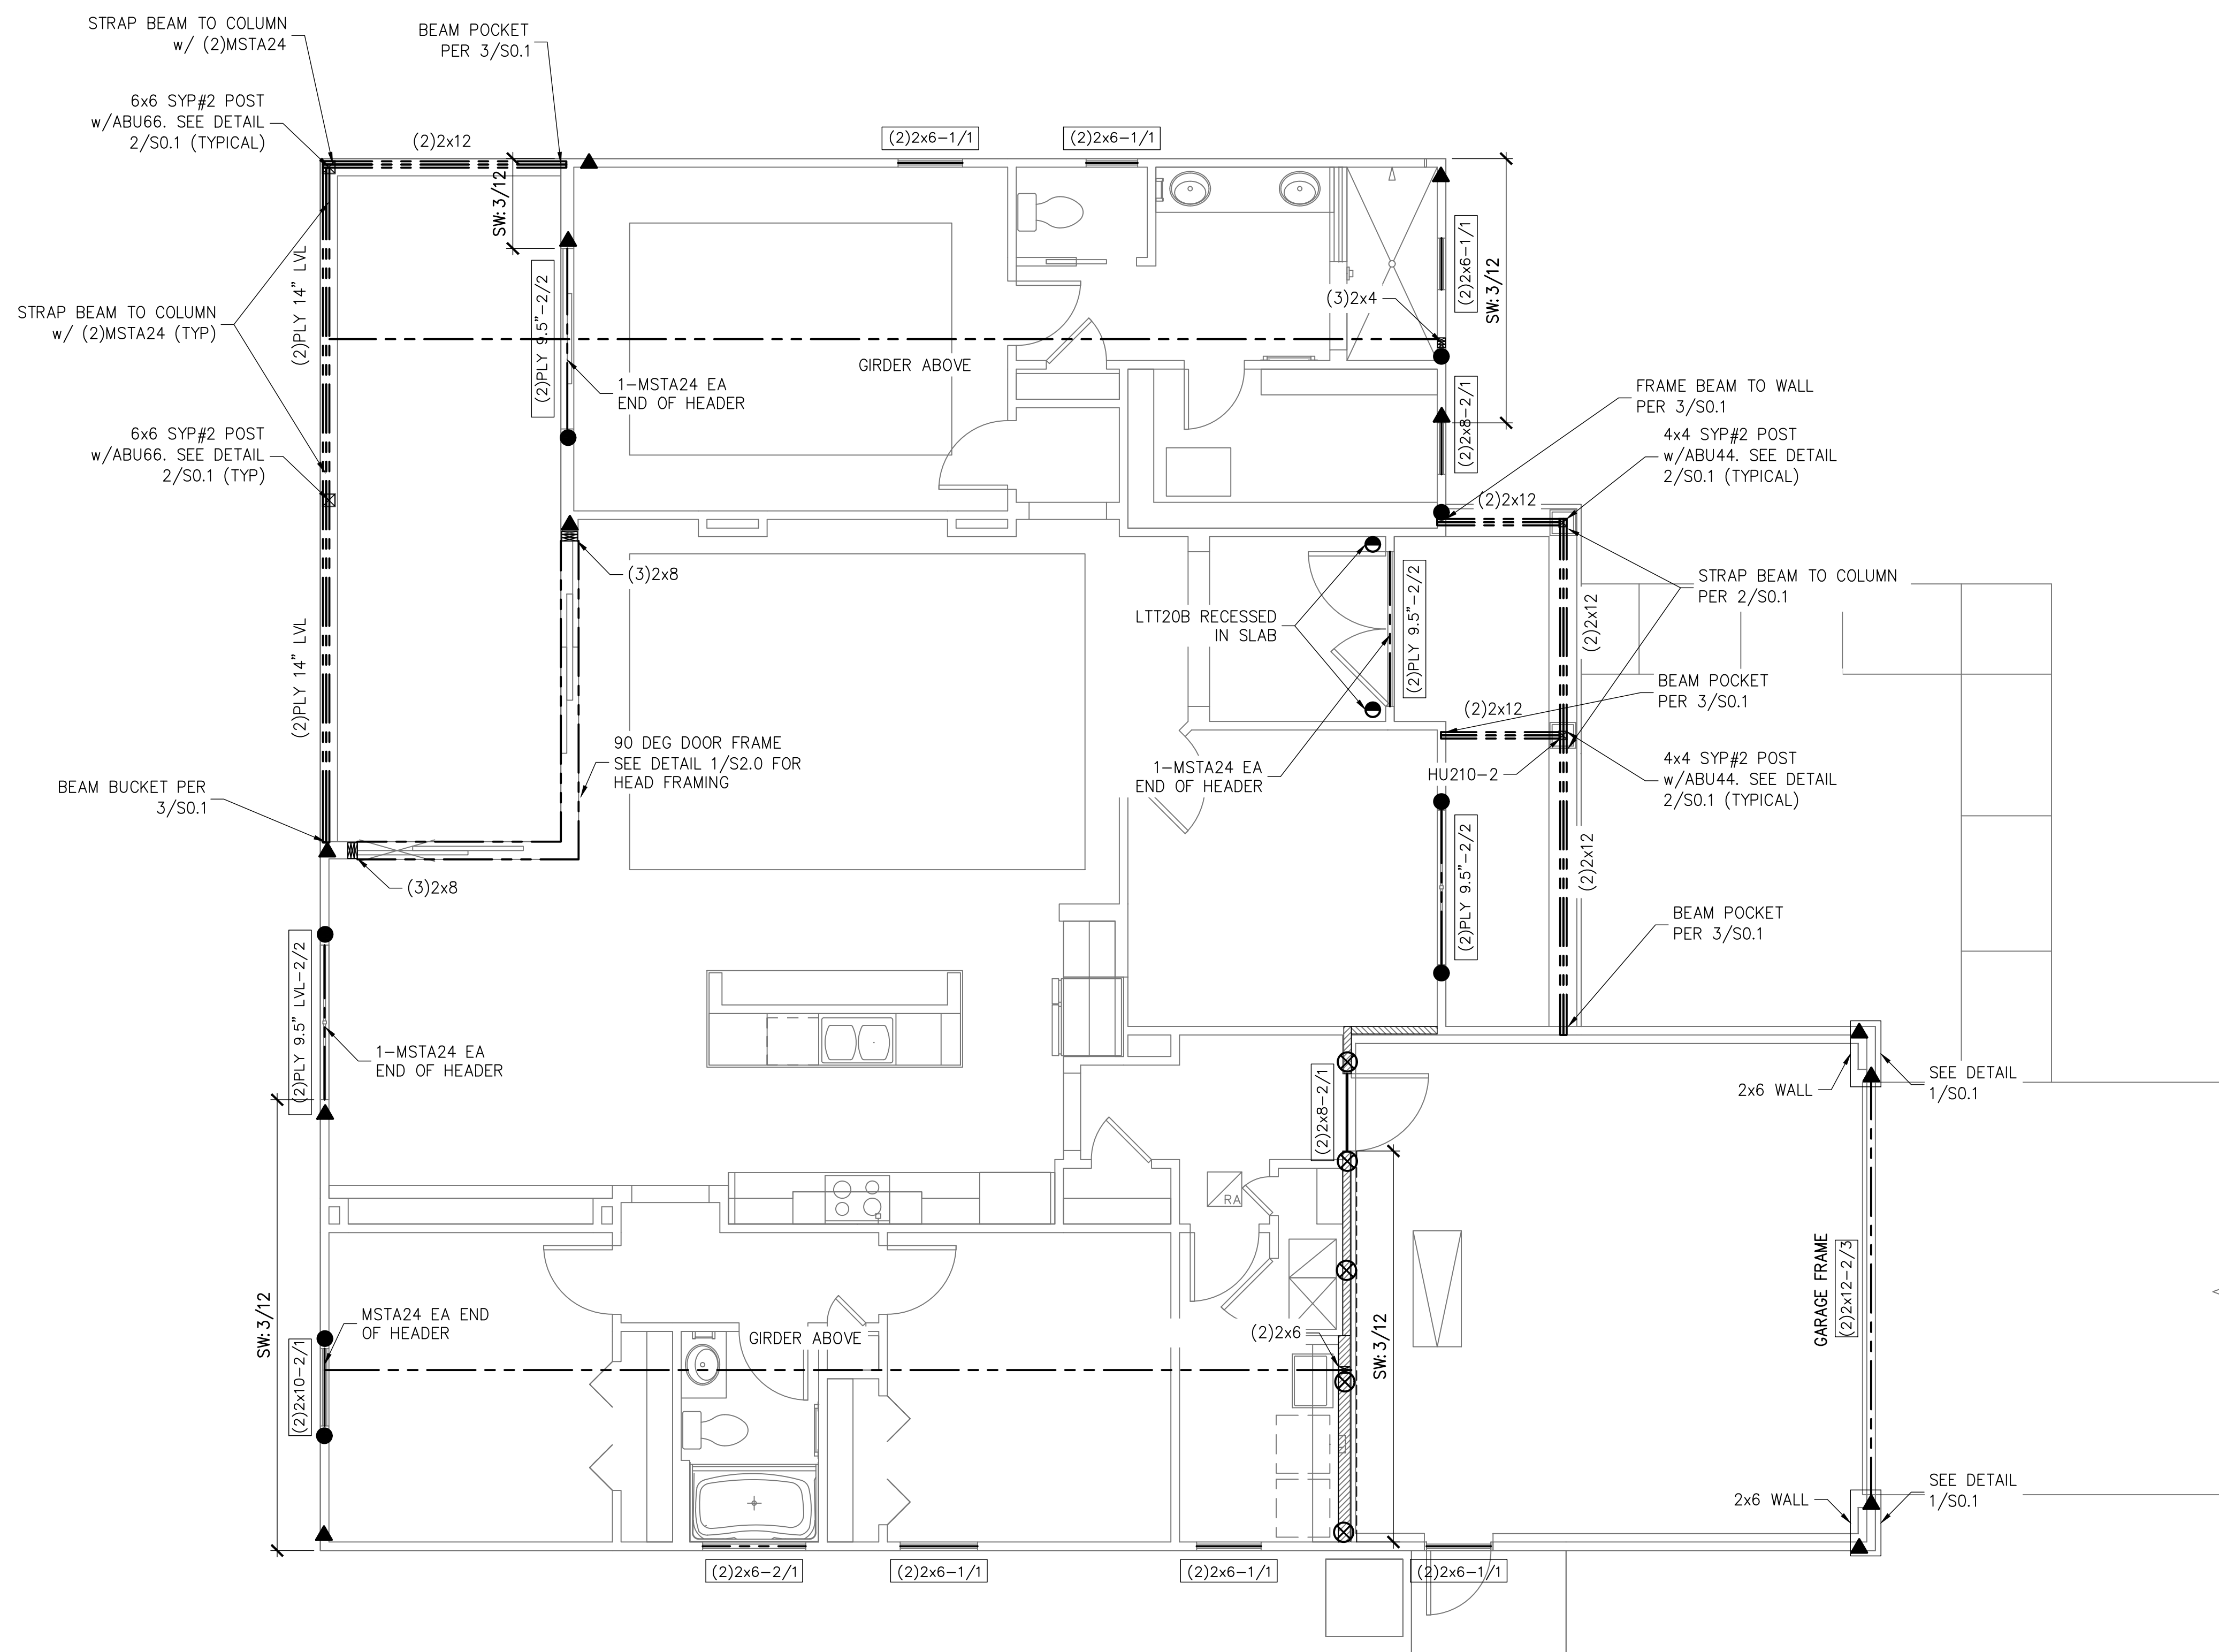 STRAP BEAM TO COLUMN
w/ (2)MSTA24
BEAM POCKET
PER 3/S0.1
6x6 SYP#2 POST
w/ABU66. SEE DETAIL
2/S0.1 (TYPICAL)
(2)2x12
(2)2x6-1/1
(2)2x6-1/1
SW: 3/12
(2)PLY 14" LVL
(2)PLY 9.5"-2/2
STRAP BEAM TO COLUMN
w/ (2)MSTA24 (TYP)
(3)2x4
(2)2x6-1/1
SW: 3/12
GIRDER ABOVE
1-MSTA24 EA
END OF HEADER
FRAME BEAM TO WALL
PER 3/S0.1
(2)2x8-2/1
6x6 SYP#2 POST
w/ABU66. SEE DETAIL
2/S0.1 (TYP)
4x4 SYP#2 POST
w/ABU44. SEE DETAIL
2/S0.1 (TYPICAL)
(2)2x12
(3)2x8
STRAP BEAM TO COLUMN
PER 2/S0.1
LTT20B RECESSED
IN SLAB
(2)PLY 9.5"-2/2
(2)2x12
(2)PLY 14" LVL
BEAM POCKET
PER 3/S0.1
(2)2x12
90 DEG DOOR FRAME
SEE DETAIL 1/S2.0 FOR
HEAD FRAMING
1-MSTA24 EA
END OF HEADER
HU210-2
4x4 SYP#2 POST
w/ABU44. SEE DETAIL
2/S0.1 (TYPICAL)
BEAM BUCKET PER
3/S0.1
(3)2x8
(2)PLY 9.5"-2/2
(2)2x12
BEAM POCKET
PER 3/S0.1
(2)PLY 9.5" LVL-2/2
1-MSTA24 EA
END OF HEADER
(2)2x8-2/1
2x6 WALL
SEE DETAIL
1/S0.1
RA
SW: 3/12
MSTA24 EA END
OF HEADER
GIRDER ABOVE
(2)2x6
SW: 3/12
GARAGE FRAME
(2)2x12-2/3
(2)2x10-2/1
2x6 WALL
SEE DETAIL
1/S0.1
(2)2x6-2/1
(2)2x6-1/1
(2)2x6-1/1
(2)2x6-1/1